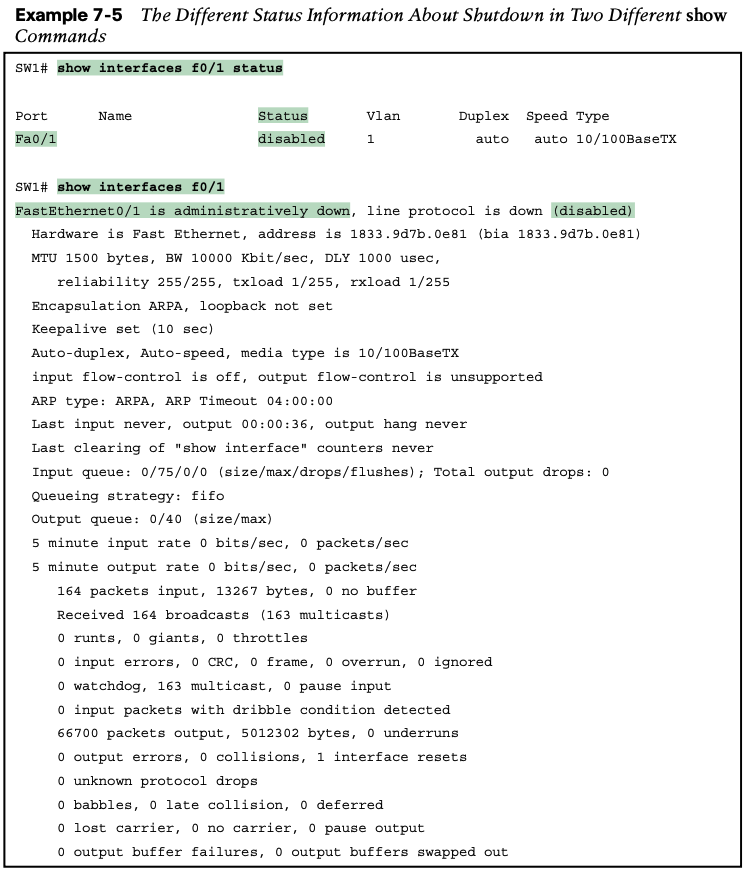 Example 7-5 The Different Status Information About Shutdown in Two Different show
Commands
SW1# show interfaces f0/1 status
Port Name Status Vlan Duplex Speed Type
Fa0/1 disabled 1 auto auto 10/100BaseTX
SW1# show interfaces f0/1
FastEthernet0/1 is administratively down, line protocol is down (disabled)
Hardware is Fast Ethernet, address is 1833.9d7b.0e81 (bia 1833.9d7b.0e81)
MTU 1500 bytes, BW 10000 Kbit/sec, DLY 1000 usec,
reliability 255/255, txload 1/255, rxload 1/255
Encapsulation ARPA, loopback not set
Keepalive set (10 sec)
Auto-duplex, Auto-speed, media type is 10/100BaseTX
input flow-control is off, output flow-control is unsupported
ARP type: ARPA, ARP Timeout 04:00:00
Last input never, output 00:00:36, output hang never
Last clearing of "show interface" counters never
Input queue: 0/75/0/0 (size/max/drops/flushes); Total output drops: 0
Queueing strategy: fifo
Output queue: 0/40 (size/max)
5 minute input rate 0 bits/sec, 0 packets/sec
5 minute output rate 0 bits/sec, 0 packets/sec
164 packets input, 13267 bytes, 0 no buffer
Received 164 broadcasts (163 multicasts)
0 runts, 0 giants, 0 throttles
0 input errors, 0 CRC, 0 frame, 0 overrun, 0 ignored
0 watchdog, 163 multicast, 0 pause input
0 input packets with dribble condition detected
66700 packets output, 5012302 bytes, 0 underruns
0 output errors, 0 collisions, 1 interface resets
0 unknown protocol drops
0 babbles, 0 late collision, 0 deferred
0 lost carrier, 0 no carrier, 0 pause output
0 output buffer failures, 0 output buffers swapped out